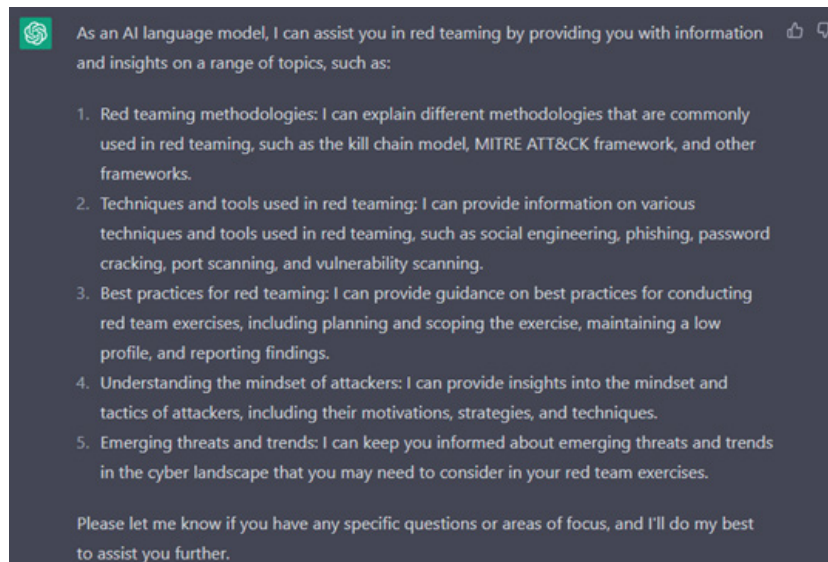 As an AI language model, I can assist you in red teaming by providing you with information
and insights on a range of topics, such as:
1. Red teaming methodologies: I can explain different methodologies that are commonly
used in red teaming, such as the kill chain model, MITRE ATT&CK framework, and other
frameworks.
2. Techniques and tools used in red teaming: I can provide information on various
techniques and tools used in red teaming, such as social engineering, phishing, password
cracking, port scanning, and vulnerability scanning.
3. Best practices for red teaming: I can provide guidance on best practices for conducting
red team exercises, including planning and scoping the exercise, maintaining a low
profile, and reporting findings.
4. Understanding the mindset of attackers: I can provide insights into the mindset and
tactics of attackers, including their motivations, strategies, and techniques.
5. Emerging threats and trends: I can keep you informed about emerging threats and trends
in the cyber landscape that you may need to consider in your red team exercises.
Please let me know if you have any specific questions or areas of focus, and I'll do my best
to assist you further.